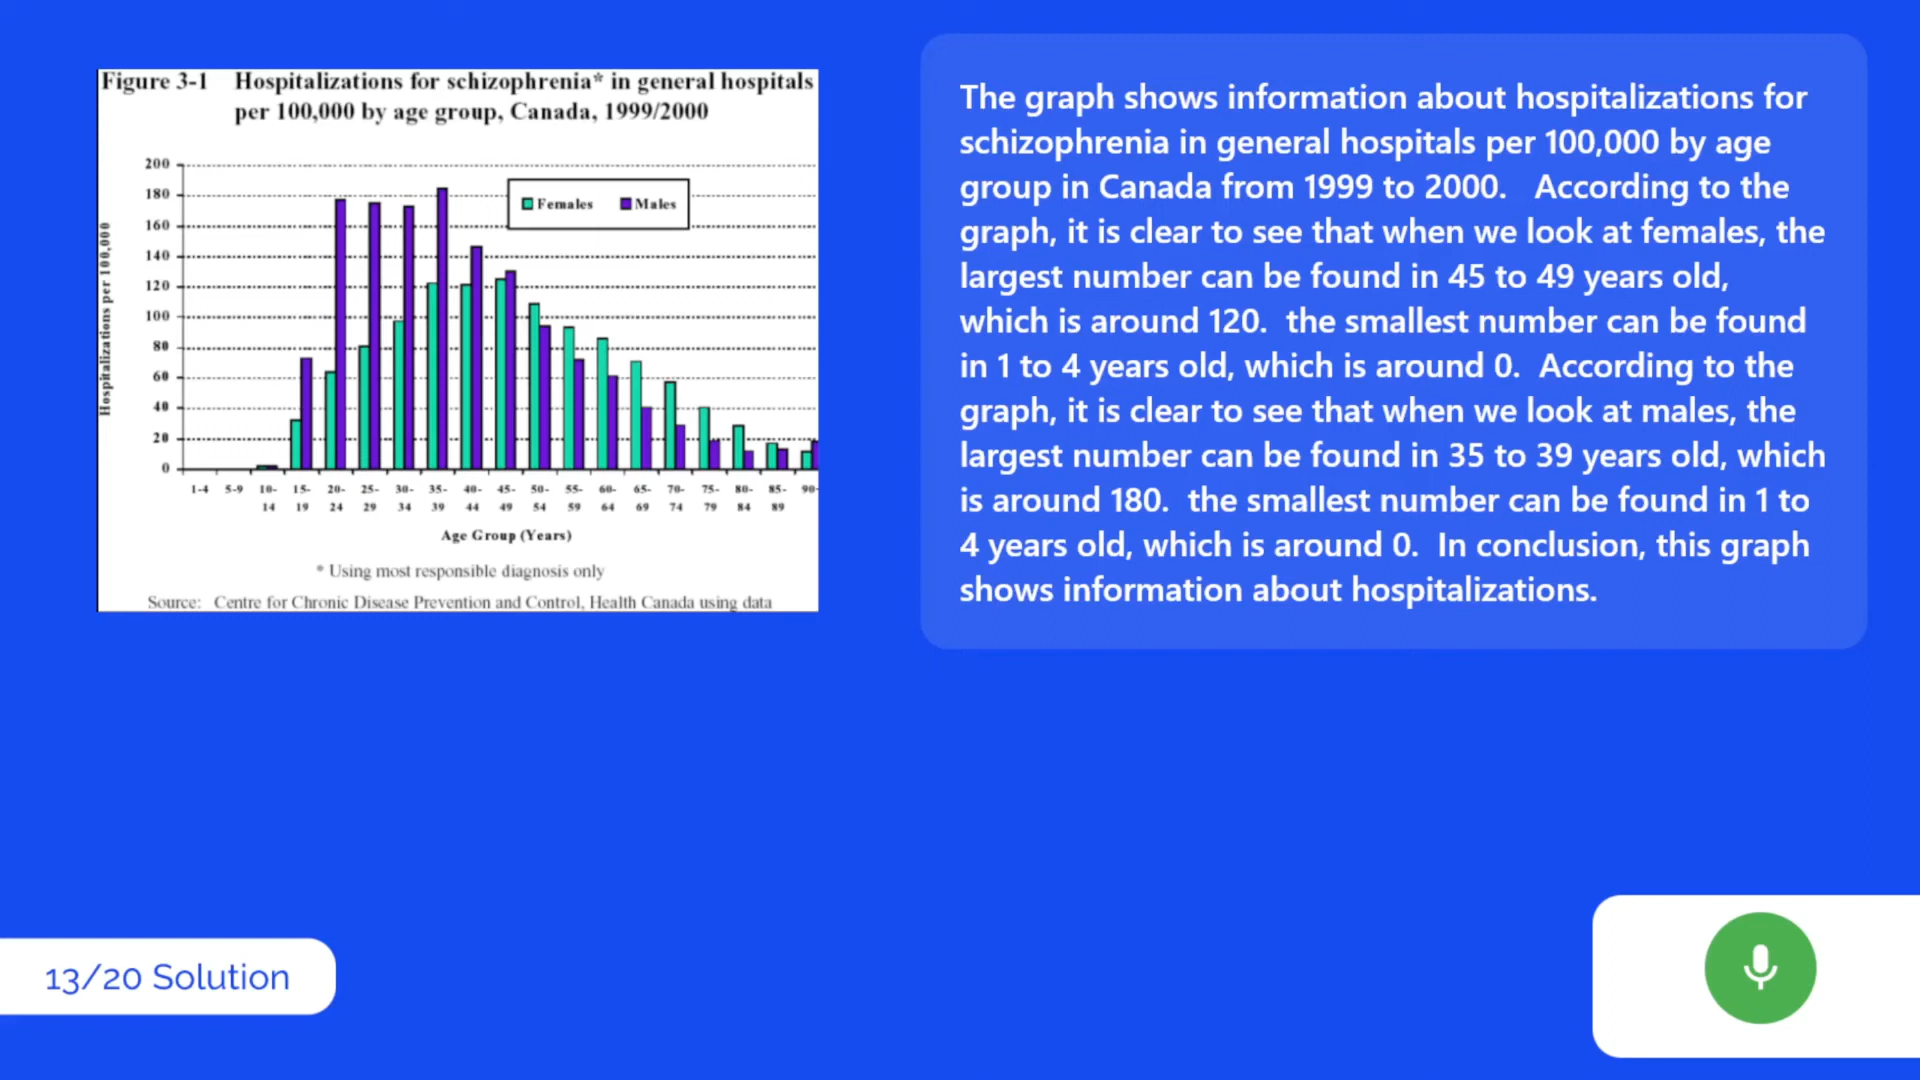 Figure 3-1 Hospitalizations for schizophrenia* in general hospitals
per 100,000 by age group, Canada, 1999/2000
Hospitalizations per 100,000
200
180
160
140
120
100
80
60
40
20
0
Females Males
1-4 5-9 10- 15- 20- 25- 30- 35- 40- 45- 50- 55- 60- 65- 70- 75- 80- 85- 90-
14 19 24 29 34 39 44 49 54 59 64 69 74 79 84 89
Age Group (Years)
* Using most responsible diagnosis only
Source: Centre for Chronic Disease Prevention and Control, Health Canada using data
The graph shows information about hospitalizations for
schizophrenia in general hospitals per 100,000 by age
group in Canada from 1999 to 2000. According to the
graph, it is clear to see that when we look at females, the
largest number can be found in 45 to 49 years old,
which is around 120. the smallest number can be found
in 1 to 4 years old, which is around 0. According to the
graph, it is clear to see that when we look at males, the
largest number can be found in 35 to 39 years old, which
is around 180. the smallest number can be found in 1 to
4 years old, which is around 0. In conclusion, this graph
shows information about hospitalizations.
13/20 Solution